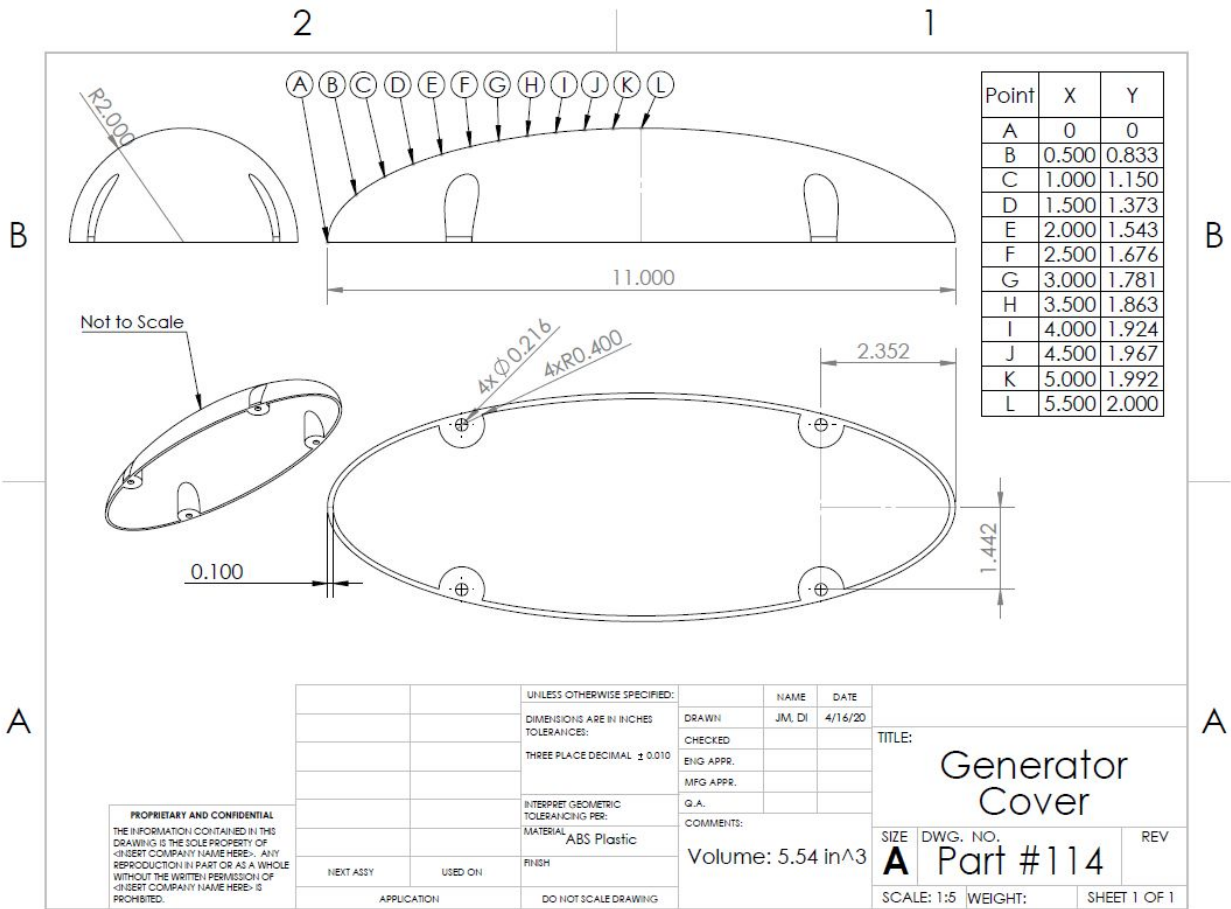 2
1
B
B
A
A
R2.000
A B C D E F G H I J K L
11.000
Point X Y
A 0 0
B 0.500 0.833
C 1.000 1.150
D 1.500 1.373
E 2.000 1.543
F 2.500 1.676
G 3.000 1.781
H 3.500 1.863
I 4.000 1.924
J 4.500 1.967
K 5.000 1.992
L 5.500 2.000
Not to Scale
4x Ø0.216
4xR0.400
2.352
1.442
0.100
PROPRIETARY AND CONFIDENTIAL
THE INFORMATION CONTAINED IN THIS
DRAWING IS THE SOLE PROPERTY OF
<INSERT COMPANY NAME HERE>. ANY
REPRODUCTION IN PART OR AS A WHOLE
WITHOUT THE WRITTEN PERMISSION OF
<INSERT COMPANY NAME HERE> IS
PROHIBITED.
NEXT ASSY
USED ON
APPLICATION
UNLESS OTHERWISE SPECIFIED:
DIMENSIONS ARE IN INCHES
TOLERANCES:
THREE PLACE DECIMAL ± 0.010
INTERPRET GEOMETRIC
TOLERANCING PER:
MATERIAL
ABS Plastic
FINISH
DO NOT SCALE DRAWING
NAME DATE
DRAWN JM, DI 4/16/20
CHECKED
ENG APPR.
MFG APPR.
Q.A.
COMMENTS:
Volume: 5.54 in^3
TITLE:
Generator
Cover
SIZE DWG. NO. REV
A Part #114
SCALE: 1:5 WEIGHT: SHEET 1 OF 1